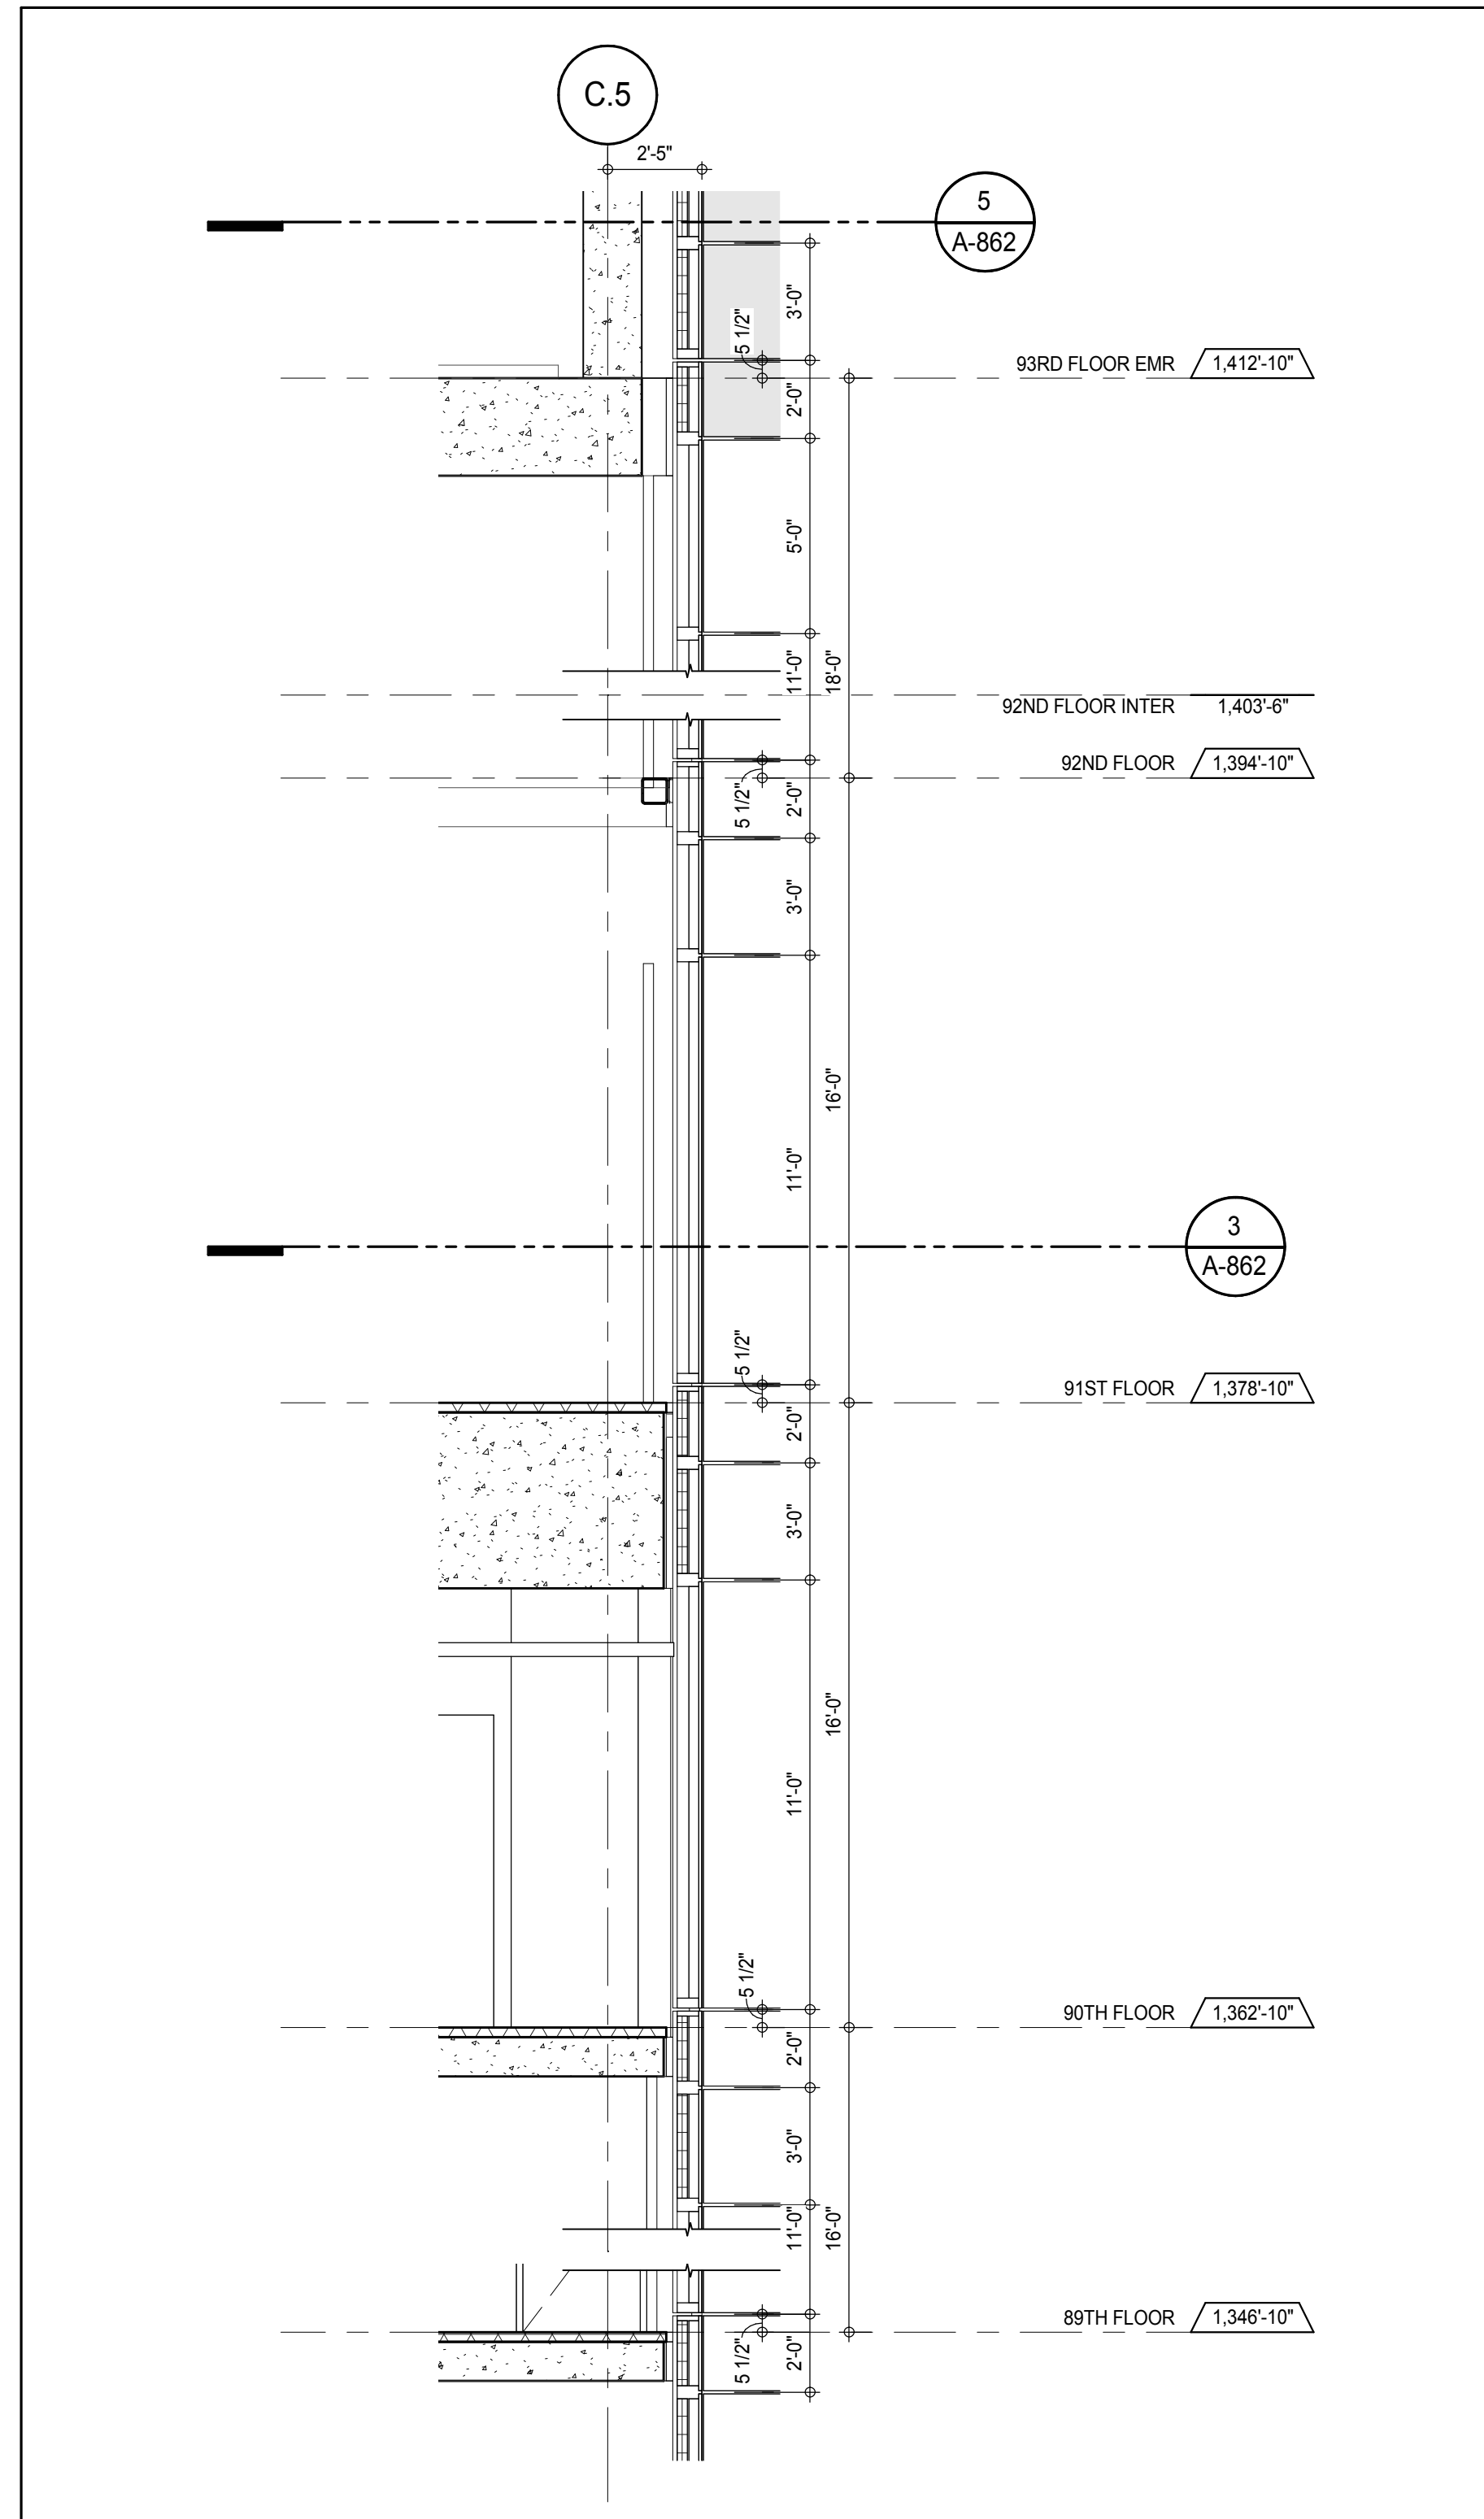 C.5
2'-5"
5
A-862
3'-0"
5 1/2"
93RD FLOOR EMR 1,412'-10"
2'-0"
5'-0"
11'-0"
18'-0"
92ND FLOOR INTER 1,403'-6"
92ND FLOOR 1,394'-10"
5 1/2"
2'-0"
3'-0"
16'-0"
11'-0"
3
A-862
5 1/2"
91ST FLOOR 1,378'-10"
2'-0"
3'-0"
16'-0"
11'-0"
5 1/2"
90TH FLOOR 1,362'-10"
2'-0"
3'-0"
11'-0"
16'-0"
89TH FLOOR 1,346'-10"
5 1/2"
2'-0"